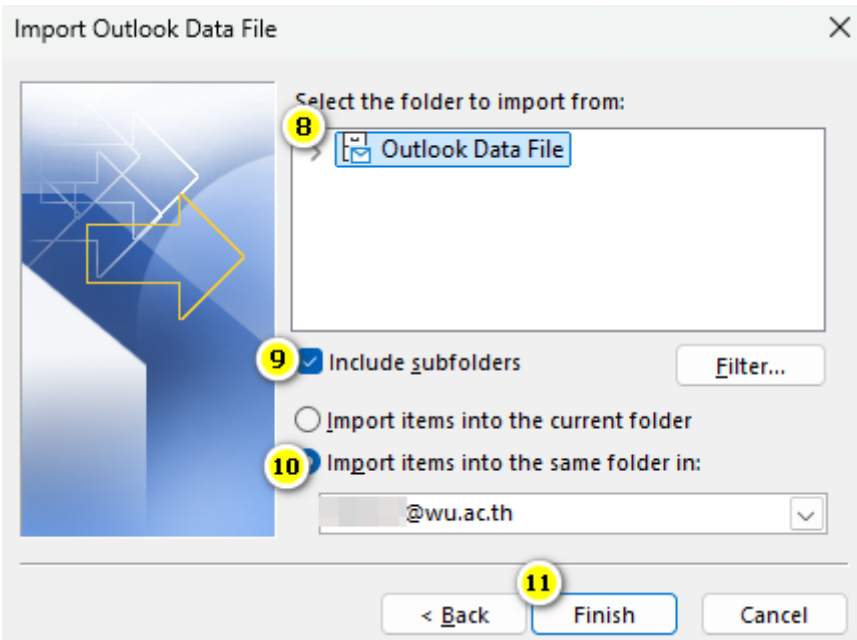 Import Outlook Data File
Select the folder to import from:
8
Outlook Data File
9 Include subfolders Filter...
Import items into the current folder
10 Import items into the same folder in:
@wu.ac.th
11
< Back Finish Cancel